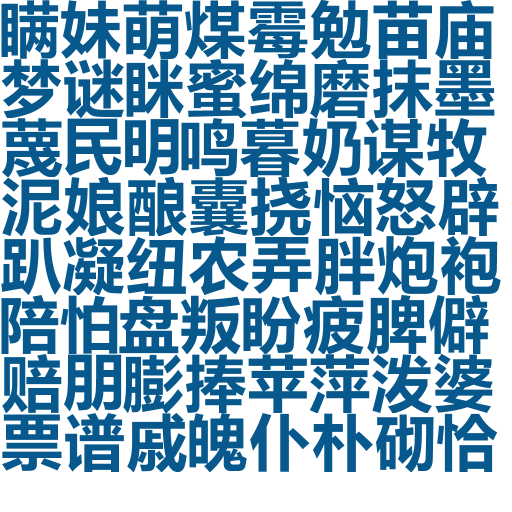 瞒妹萌煤霉勉苗庙
梦谜眯蜜绵磨抹墨
蔑民明鸣暮奶谋牧
泥娘酿囊挠恼怒辟
趴凝纽农弄胖炮袍
陪怕盘叛盼疲脾僻
赔朋膨捧苹萍泼婆
票谱戚魄仆朴砌恰